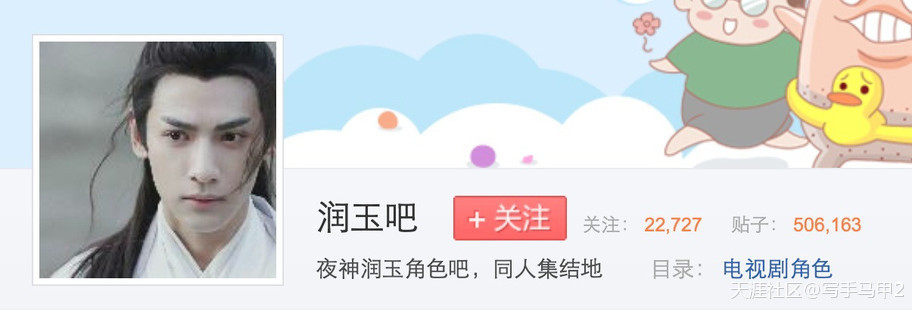 润玉吧 + 关注 关注： 22,727 贴子： 506,163
夜神润玉角色吧，同人集结地 目录： 电视剧角色
天涯社区@写手马甲2